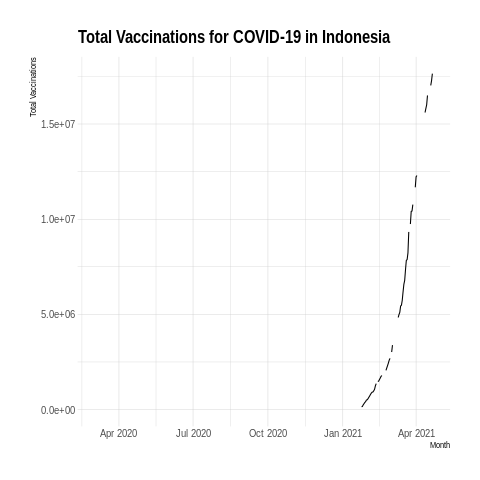 Total Vaccinations for COVID-19 in Indonesia
Total Vaccinations
1.5e+07
1.0e+07
5.0e+06
0.0e+00
Apr 2020 Jul 2020 Oct 2020 Jan 2021 Apr 2021
Month